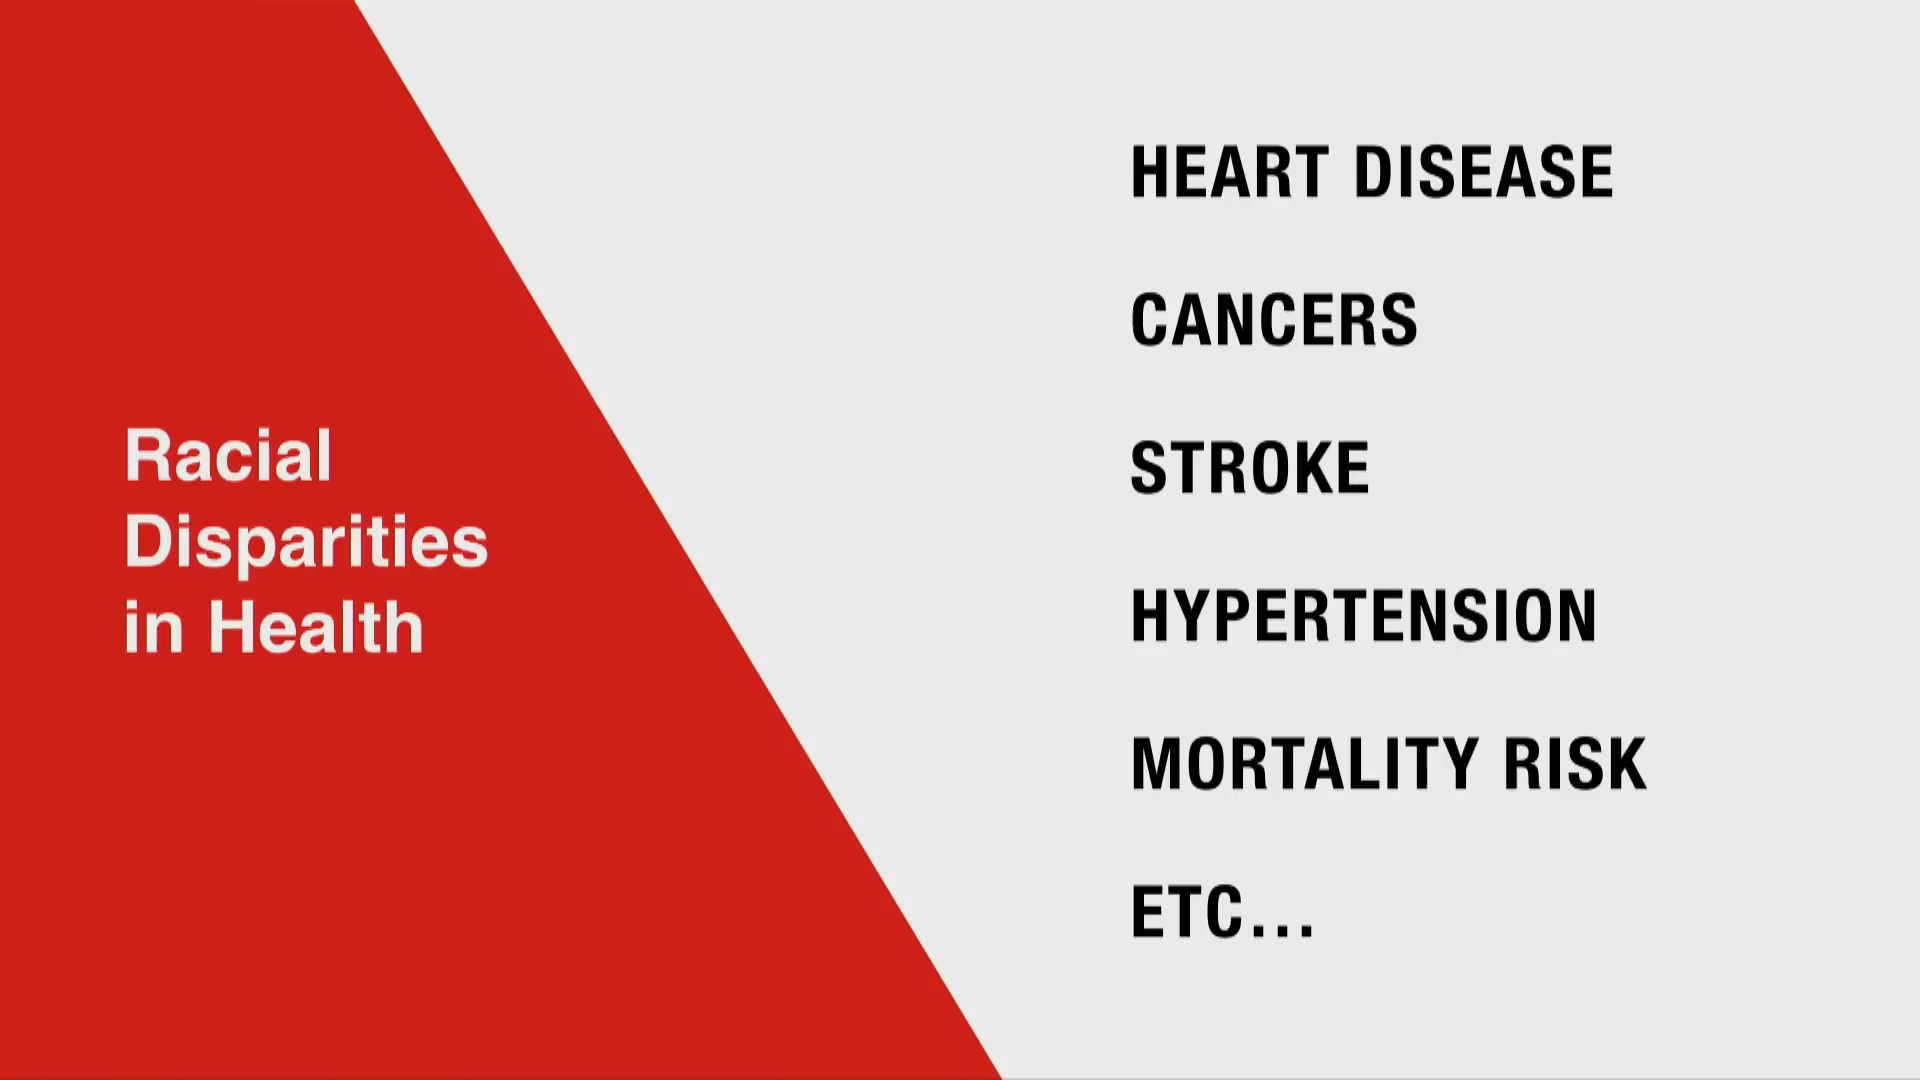 Racial
Disparities
in Health
HEART DISEASE
CANCERS
STROKE
HYPERTENSION
MORTALITY RISK
ETC...